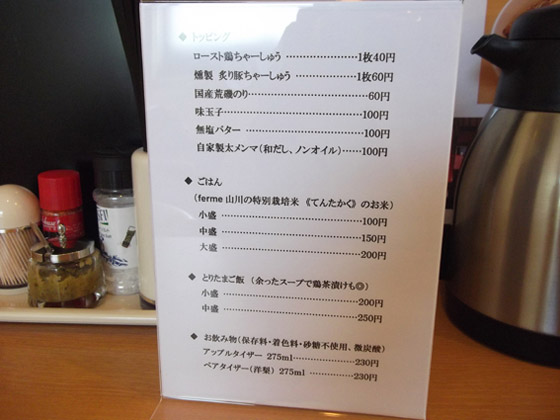 ◆ トッピング
ロースト鶏ちゃーしゅう ………………… 1枚40円
燻製 炙り豚ちゃーしゅう ……………… 1枚60円
国産荒磯のり………………………………60円
味玉子………………………………………100円
無塩バター …………………………………100円
自家製太メンマ(和だし、ノンオイル)……100円
◆ ごはん
(ferme 山川の特別栽培米 《てんたかく》 のお米)
小盛 ………………………………………100円
中盛 ………………………………………150円
大盛 ………………………………………200円
◆ とりたまご飯 (余ったスープで鶏茶漬けも◎)
小盛 ………………………………………200円
中盛 ………………………………………250円
◆ お飲み物(保存料・着色料・砂糖不使用、微炭酸)
アップルタイザー 275ml………………230円
ペアタイザー(洋梨) 275ml ……………230円